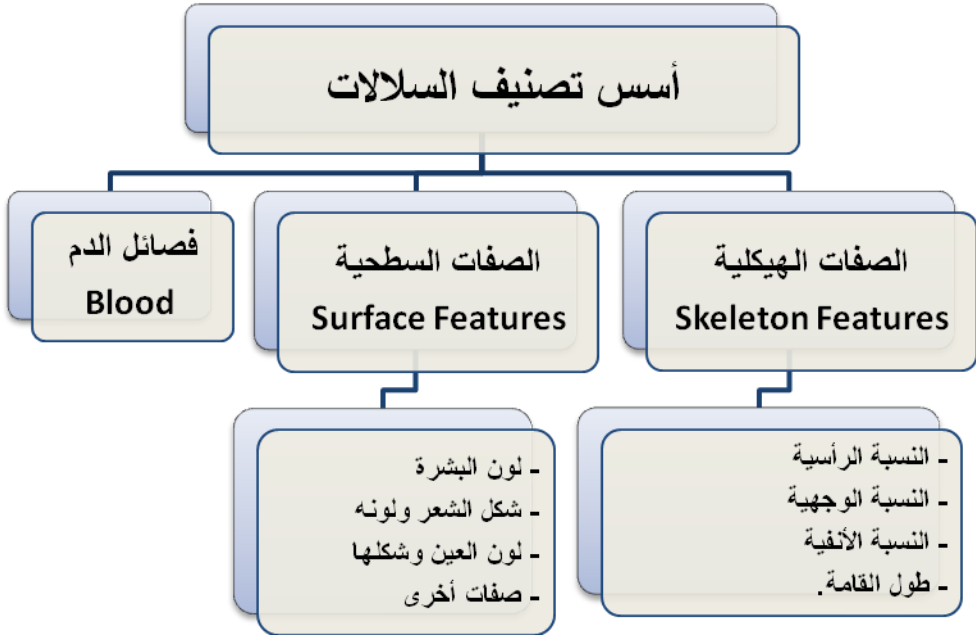 أسس تصنيف السلالات
الصفات الهيكلية
Skeleton Features
الصفات السطحية
Surface Features
فصائل الدم
Blood
- النسبة الرأسية
- النسبة الوجهية
- النسبة الأنفية
- طول القامة.
- لون البشرة
- شكل الشعر ولونه
- لون العين وشكلها
- صفات أخرى